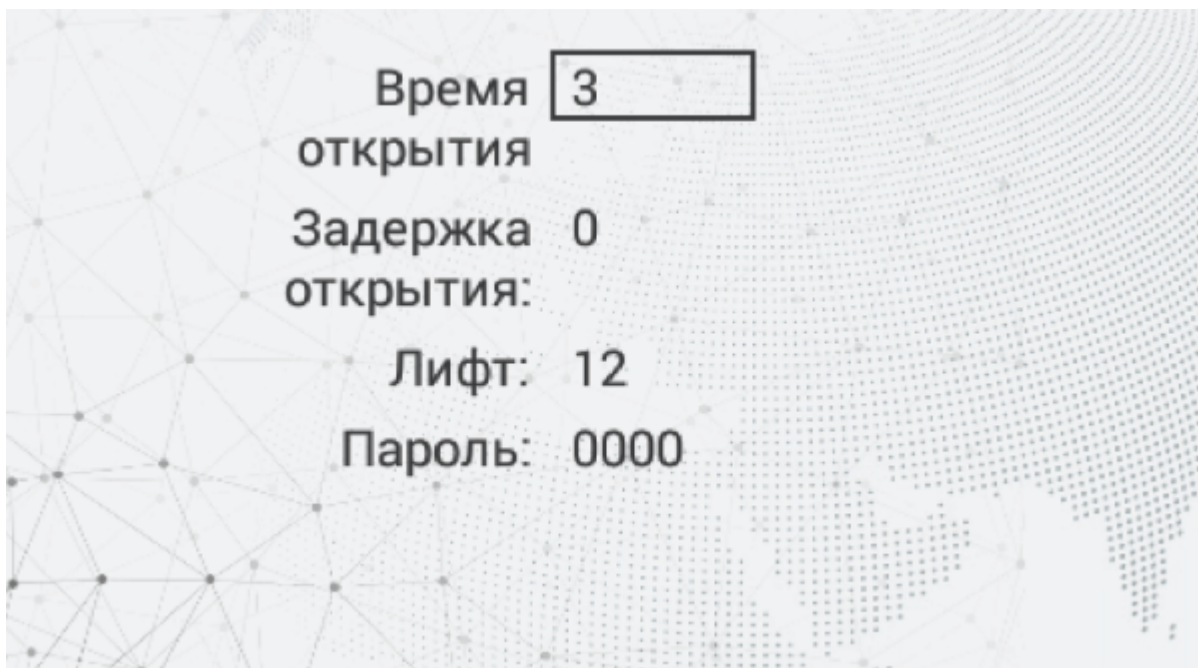 Время 3
открытия
Задержка 0
открытия:
Лифт: 12
Пароль: 0000